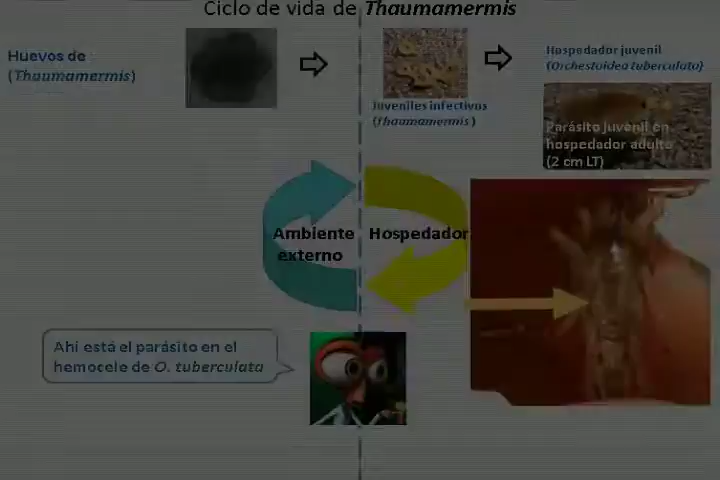 Ciclo de vida de Thaumamermis
Huevos de
(Thaumamermis)
Juveniles infectivos
(Thaumamermis)
Hospedador juvenil
(Orchestoidea tuberculata)
Parásito juvenil en
hospedador adulto
(2 cm LT)
Ambiente
externo
Hospedador
Ahí está el parásito en el
hemocele de O. tuberculata